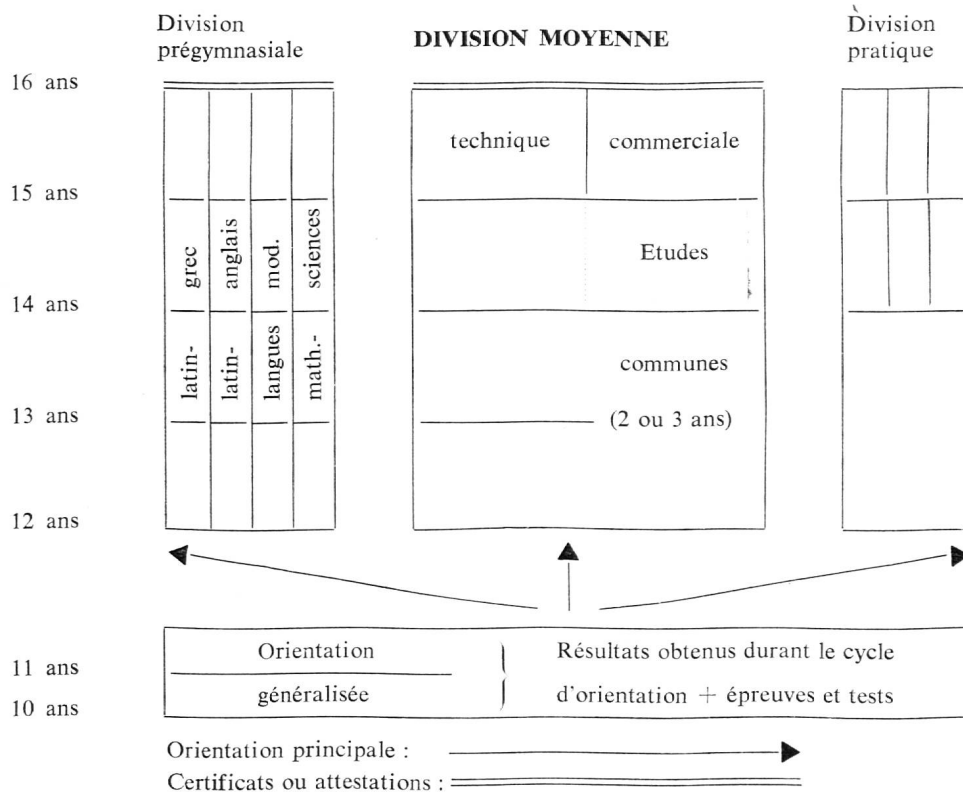 Division
prégymnasiale
DIVISION MOYENNE
Division
pratique
16 ans
technique
commerciale
15 ans
latin-grec
latin-anglais
langues mod.
math.-sciences
Etudes
14 ans
communes
13 ans
(2 ou 3 ans)
12 ans
Orientation
Résultats obtenus durant le cycle
11 ans
généralisée
d'orientation + épreuves et tests
10 ans
Orientation principale :
Certificats ou attestations :